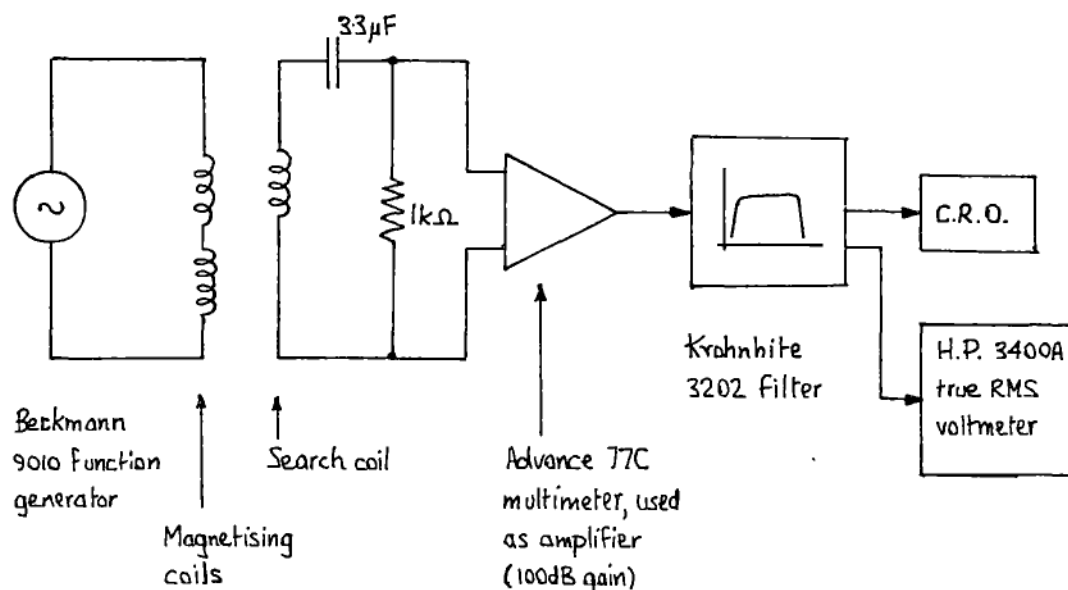 3.3µF
~
1kΩ
C.R.O.
Krohnhite
3202 Filter
H.P. 3400A
true RMS
voltmeter
Beckmann
9010 Function
generator
Search coil
Advance 77C
multimeter, used
as amplifier
(100dB gain)
Magnetising
coils